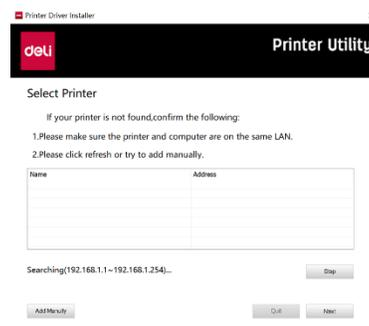 Printer Driver Installer
deli
Printer Utility
Select Printer
If your printer is not found,confirm the following:
1.Please make sure the printer and computer are on the same LAN.
2.Please click refresh or try to add manually.
Name Address
Searching(192.168.1.1~192.168.1.254)...
Stop
Add Manully Quit Next